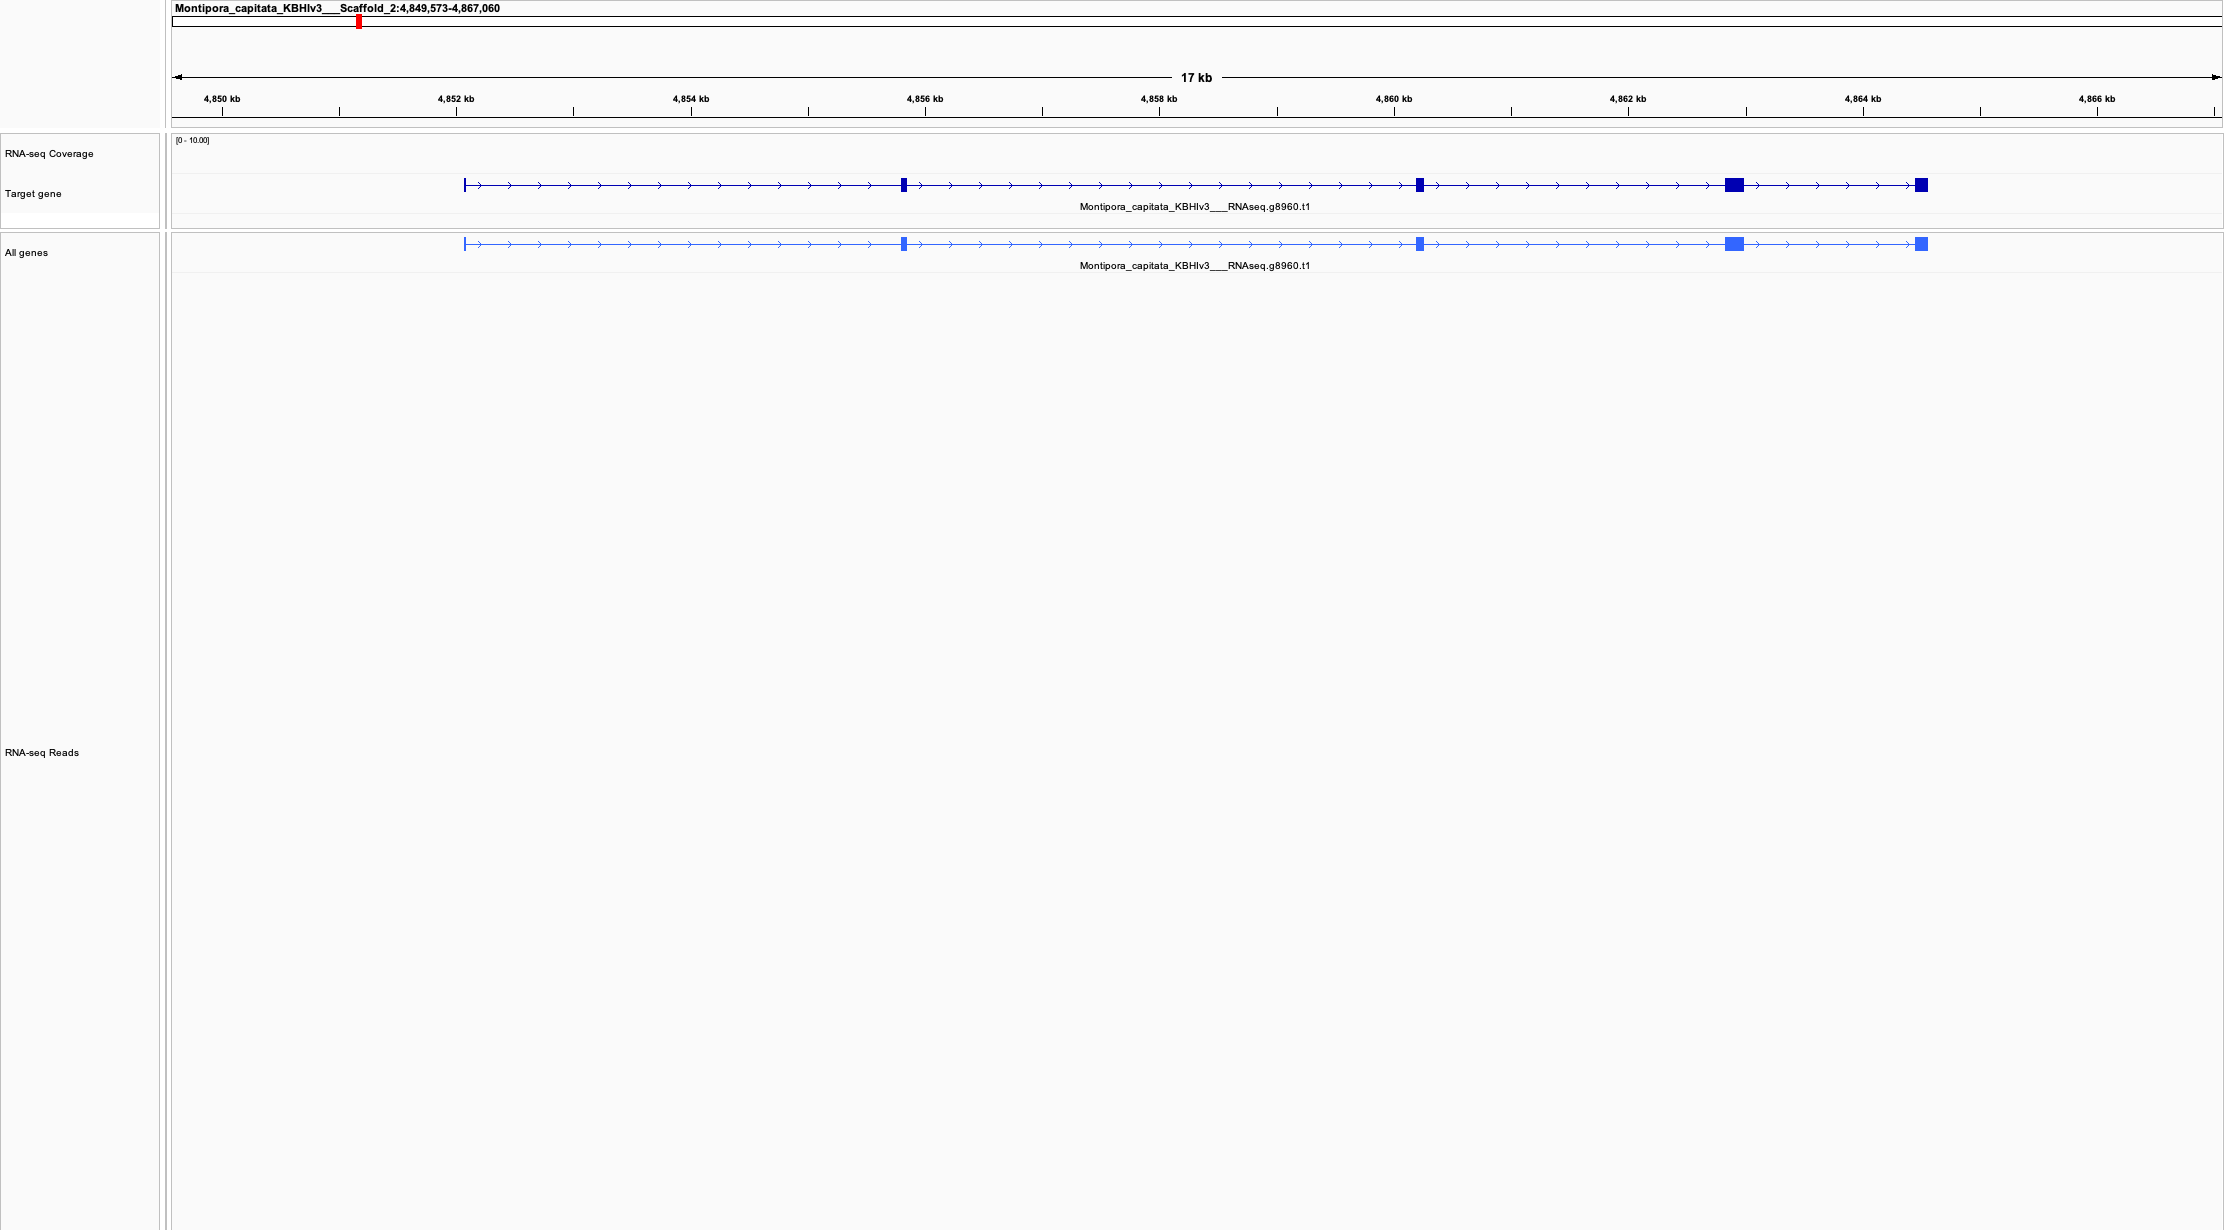 Montipora_capitata_KBHIv3___Scaffold_2:4,849,573-4,867,060
17 kb
4,850 kb 4,852 kb 4,854 kb 4,856 kb 4,858 kb 4,860 kb 4,862 kb 4,864 kb 4,866 kb
[0 - 10.00]
RNA-seq Coverage
Target gene
Montipora_capitata_KBHIv3___RNAseq.g8960.t1
All genes
Montipora_capitata_KBHIv3___RNAseq.g8960.t1
RNA-seq Reads